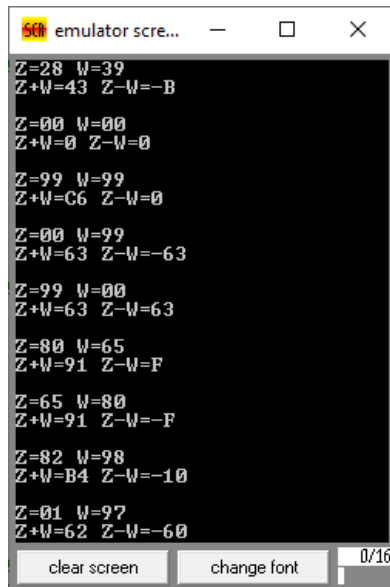 SCR emulator scre...
Z=28 W=39
Z+W=43 Z-W=-B
Z=00 W=00
Z+W=0 Z-W=0
Z=99 W=99
Z+W=C6 Z-W=0
Z=00 W=99
Z+W=63 Z-W=-63
Z=99 W=00
Z+W=63 Z-W=63
Z=80 W=65
Z+W=91 Z-W=F
Z=65 W=80
Z+W=91 Z-W=-F
Z=82 W=98
Z+W=B4 Z-W=-10
Z=01 W=97
Z+W=62 Z-W=-60
clear screen change font 0/16